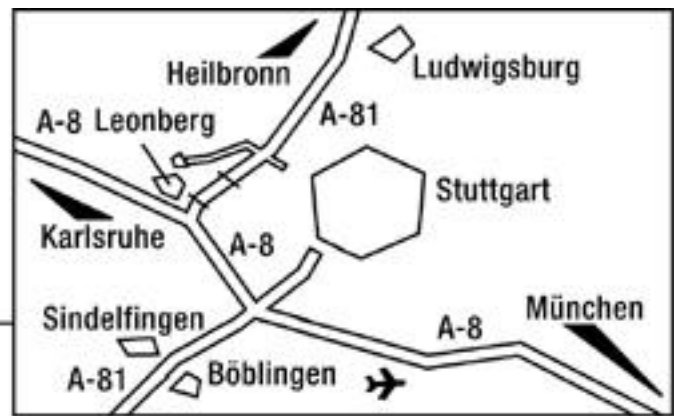 Heilbronn
Ludwigsburg
A-8 Leonberg
A-81
Stuttgart
Karlsruhe
A-8
Sindelfingen
A-8
München
A-81
Böblingen